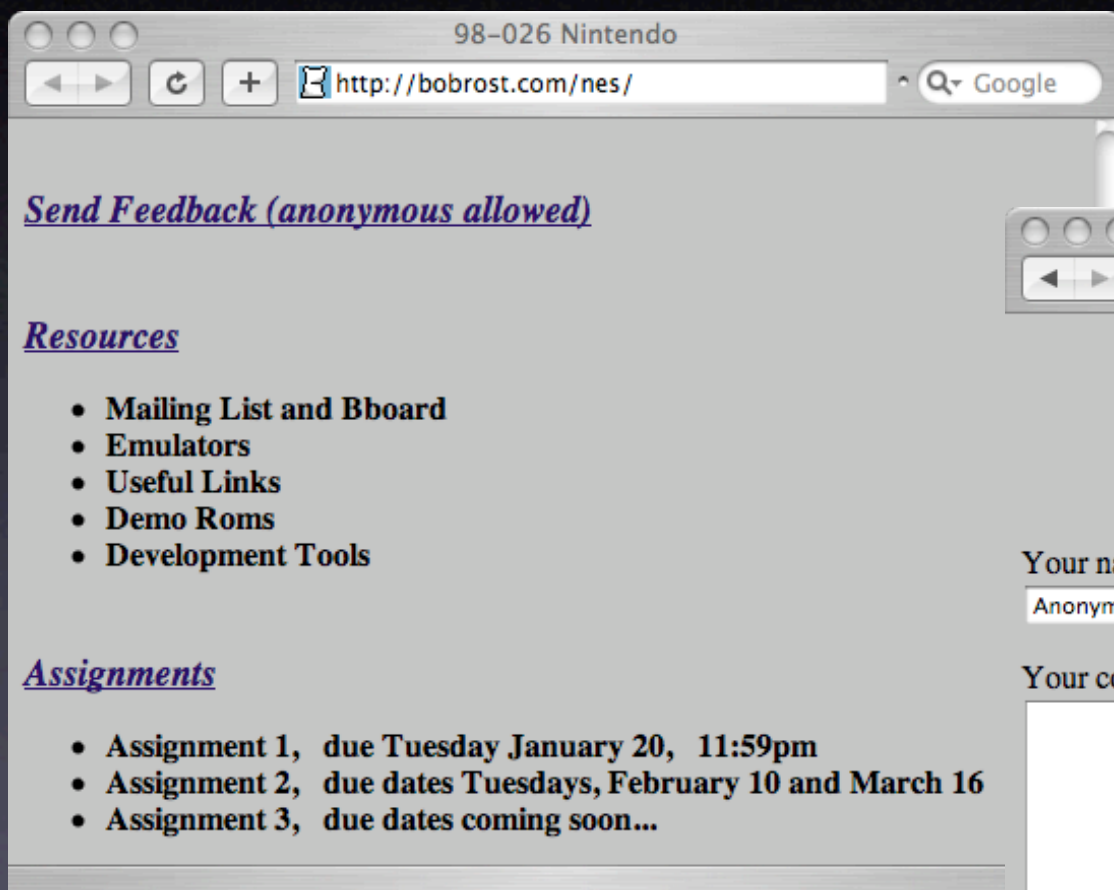 98-026 Nintendo
http://bobrost.com/nes/
Google
Send Feedback (anonymous allowed)
Resources
• Mailing List and Bboard
• Emulators
• Useful Links
• Demo Roms
• Development Tools
Your
Assignments
Your
• Assignment 1, due Tuesday January 20, 11:59pm
• Assignment 2, due dates Tuesdays, February 10 and March 16
• Assignment 3, due dates coming soon...